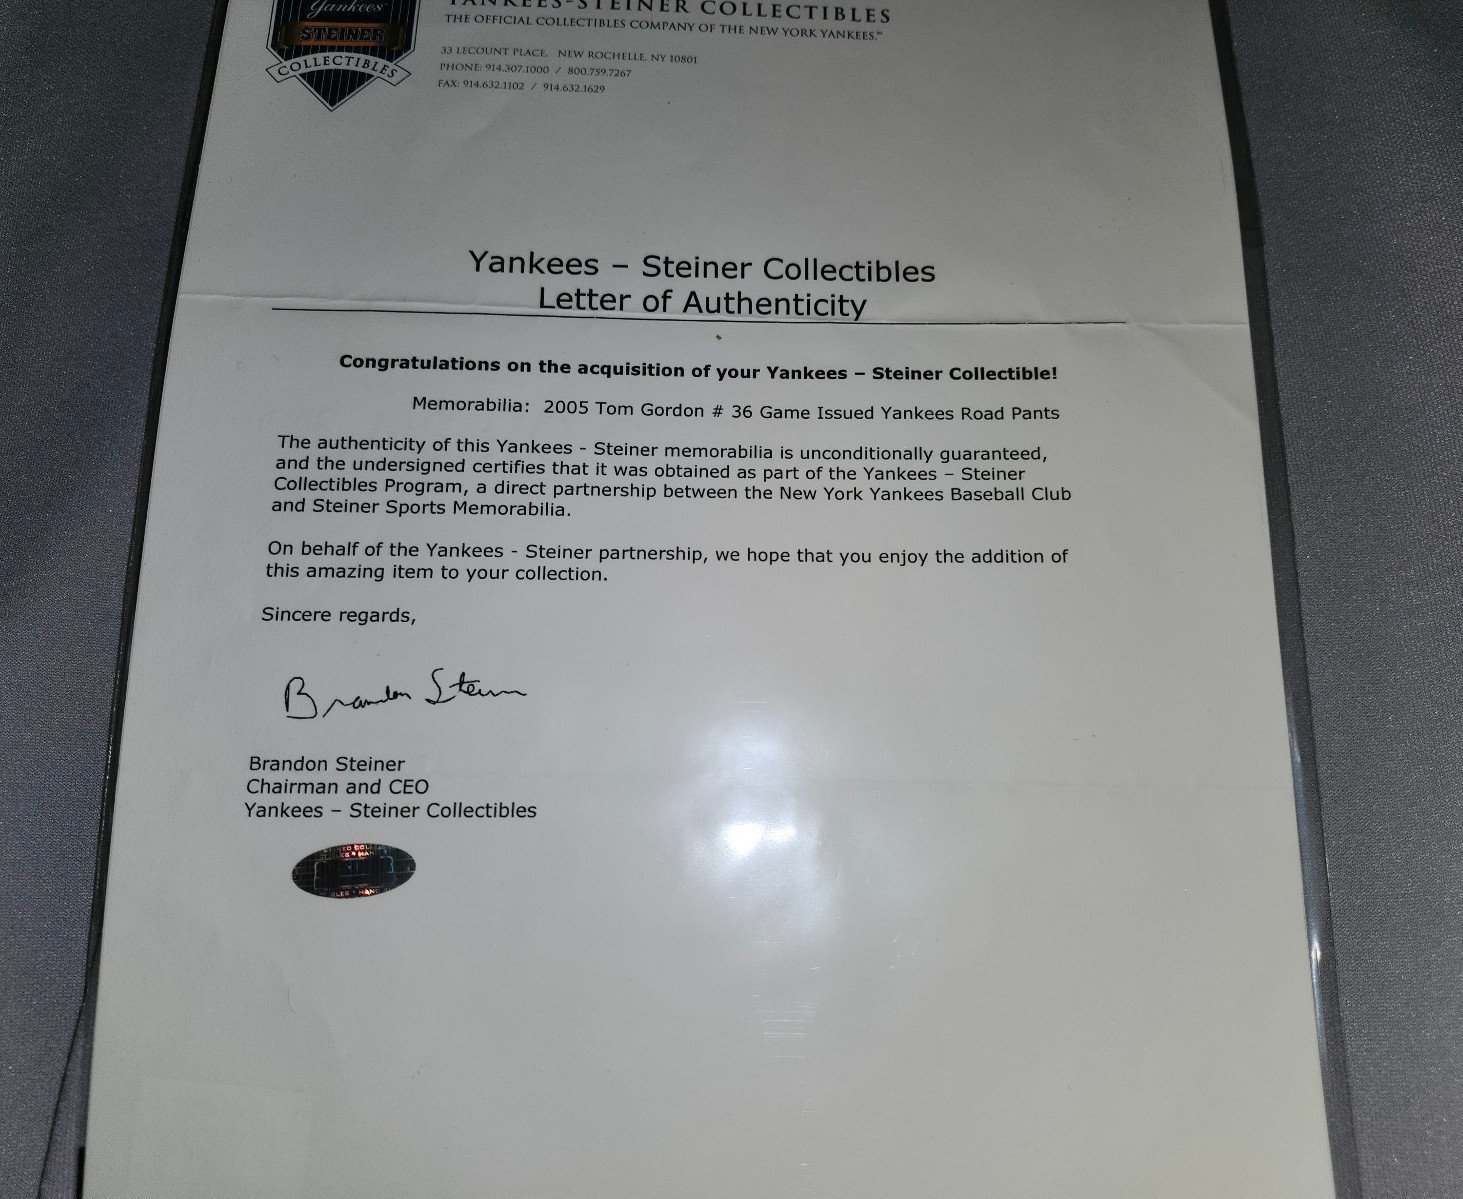 Yankees
STEINER
COLLECTIBLES
YANKEES-STEINER COLLECTIBLES
THE OFFICIAL COLLECTIBLES COMPANY OF THE NEW YORK YANKEES.™
33 LECOUNT PLACE, NEW ROCHELLE, NY 10801
PHONE: 914.307.1000 / 800.759.7267
FAX: 914.632.1102 / 914.632.1629
Yankees – Steiner Collectibles
Letter of Authenticity
Congratulations on the acquisition of your Yankees – Steiner Collectible!
Memorabilia: 2005 Tom Gordon # 36 Game Issued Yankees Road Pants
The authenticity of this Yankees - Steiner memorabilia is unconditionally guaranteed,
and the undersigned certifies that it was obtained as part of the Yankees – Steiner
Collectibles Program, a direct partnership between the New York Yankees Baseball Club
and Steiner Sports Memorabilia.
On behalf of the Yankees - Steiner partnership, we hope that you enjoy the addition of
this amazing item to your collection.
Sincere regards,
Brandon Steiner
Brandon Steiner
Chairman and CEO
Yankees – Steiner Collectibles